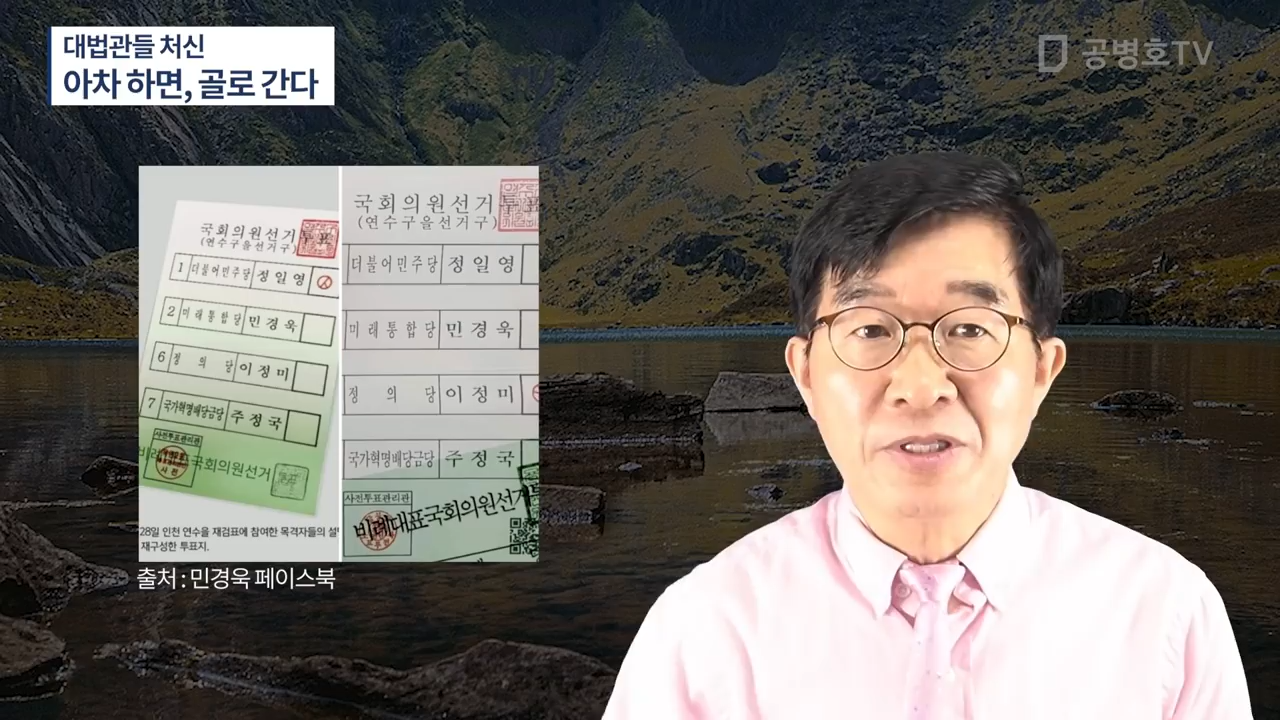 대법관들 처신
아차 하면, 골로 간다
공병호TV
국회의원선거
(연수구을선거구)
투표
1 더불어민주당 정일영
2 미래통합당 민경욱
6 정의당 이정미
7 국가혁명배당금당 주정국
사전투표관리관
사전
국회의원선거
28일 인천 연수을 재검표에 참여한 목격자들의
재구성한 투표지.
국회의원선거
(연수구을선거구)
투표
더불어민주당 정일영
미래통합당 민경욱
정의당 이정미
국가혁명배당금당 주정국
사전투표관리관
비례대표국회의원선거
출처 : 민경욱 페이스북